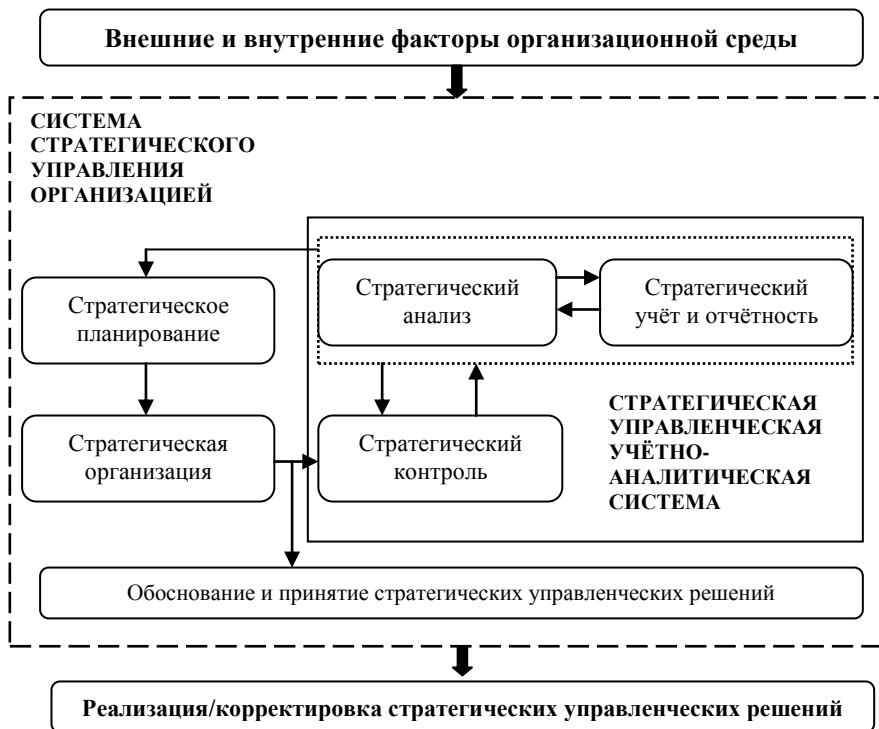 Внешние и внутренние факторы организационной среды
СИСТЕМА
СТРАТЕГИЧЕСКОГО
УПРАВЛЕНИЯ
ОРГАНИЗАЦИЕЙ
Стратегическое
планирование
Стратегический
анализ
Стратегический
учёт и отчётность
Стратегическая
организация
Стратегический
контроль
СТРАТЕГИЧЕСКАЯ
УПРАВЛЕНЧЕСКАЯ
УЧЁТНО-
АНАЛИТИЧЕСКАЯ
СИСТЕМА
Обоснование и принятие стратегических управленческих решений
Реализация/корректировка стратегических управленческих решений